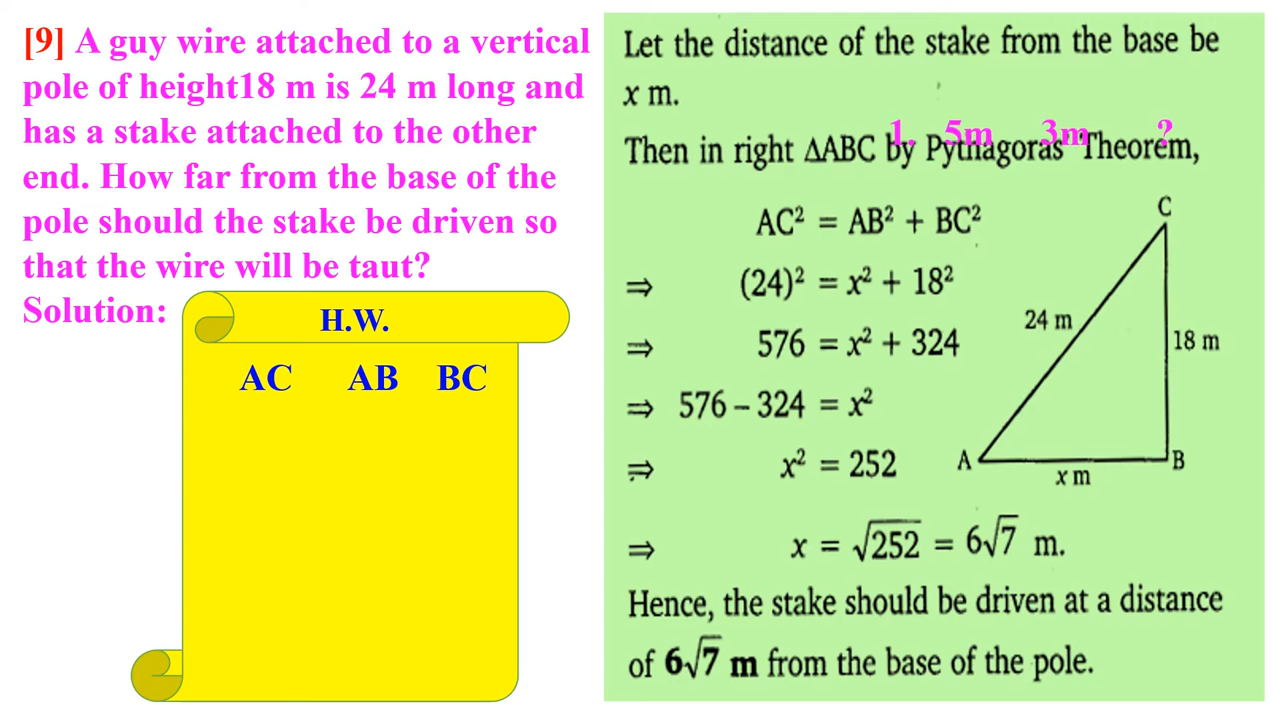 [9] A guy wire attached to a vertical
pole of height18 m is 24 m long and
has a stake attached to the other
end. How far from the base of the
pole should the stake be driven so
that the wire will be taut?
Solution:
H.W.
AC AB BC
Let the distance of the stake from the base be
x m.
1. 5m 3m ?
Then in right ΔABC by Pythagoras Theorem,
AC² = AB² + BC²
⇒ (24)² = x² + 18²
⇒ 576 = x² + 324
⇒ 576 – 324 = x²
⇒ x² = 252
⇒ x = √252 = 6√7 m.
C
24 m
18 m
A
B
x m
Hence, the stake should be driven at a distance
of 6√7 m from the base of the pole.